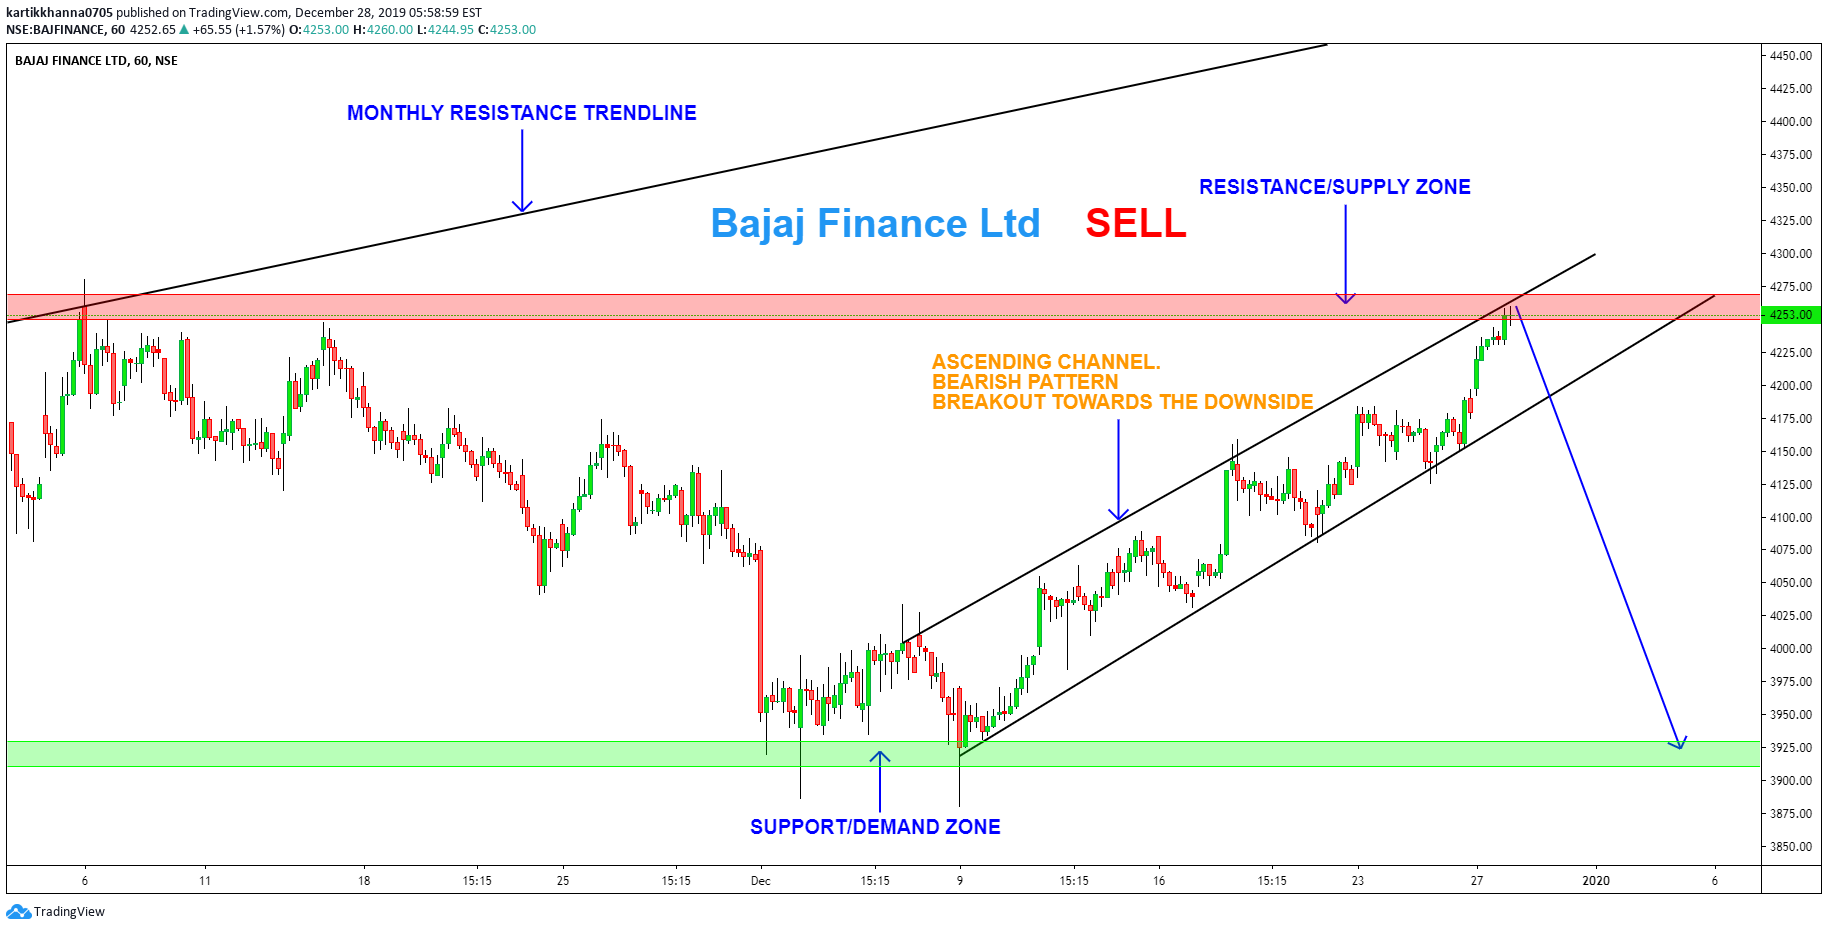 kartikkhanna0705 published on TradingView.com, December 28, 2019 05:58:59 EST
NSE:BAJFINANCE, 60 4252.65 ▲ +65.55 (+1.57%) O:4253.00 H:4260.00 L:4244.95 C:4253.00
BAJAJ FINANCE LTD, 60, NSE
MONTHLY RESISTANCE TRENDLINE
RESISTANCE/SUPPLY ZONE
Bajaj Finance Ltd SELL
ASCENDING CHANNEL.
BEARISH PATTERN
BREAKOUT TOWARDS THE DOWNSIDE
SUPPORT/DEMAND ZONE
4450.00
4425.00
4400.00
4375.00
4350.00
4325.00
4300.00
4275.00
4253.00
4225.00
4200.00
4175.00
4150.00
4125.00
4100.00
4075.00
4050.00
4025.00
4000.00
3975.00
3950.00
3925.00
3900.00
3875.00
3850.00
6 11 18 15:15 25 15:15 Dec 15:15 9 15:15 16 15:15 23 27 2020 6
TradingView